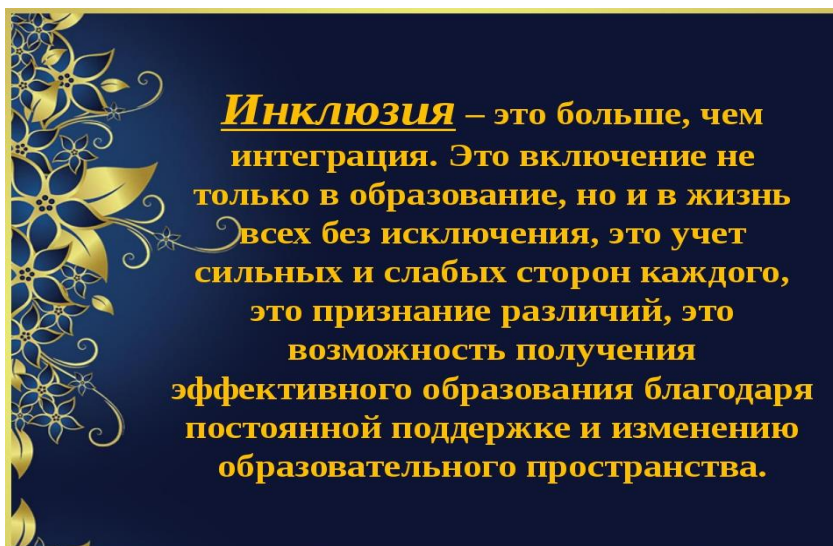 Инклюзия – это больше, чем
интеграция. Это включение не
только в образование, но и в жизнь
всех без исключения, это учет
сильных и слабых сторон каждого,
это признание различий, это
возможность получения
эффективного образования благодаря
постоянной поддержке и изменению
образовательного пространства.